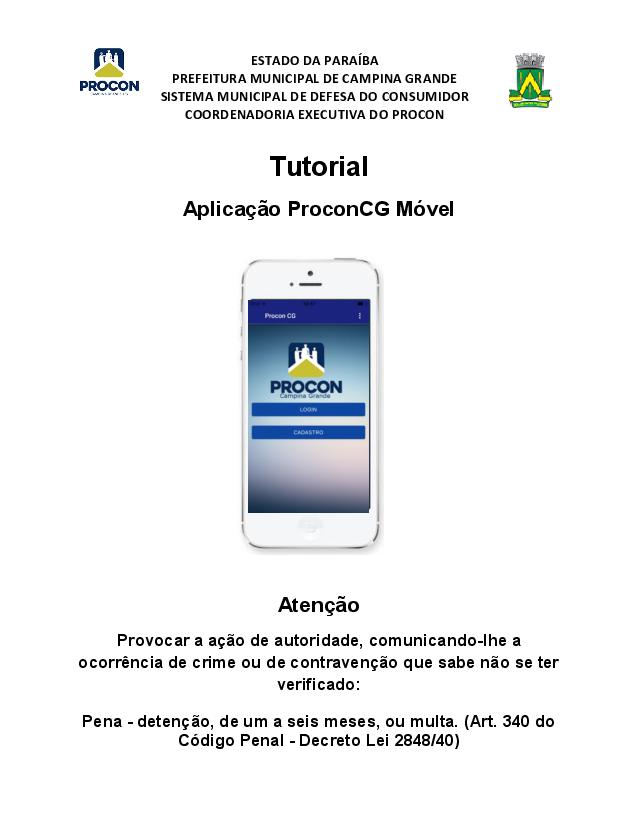 PROCON
ESTADO DA PARAÍBA
PREFEITURA MUNICIPAL DE CAMPINA GRANDE
SISTEMA MUNICIPAL DE DEFESA DO CONSUMIDOR
COORDENADORIA EXECUTIVA DO PROCON
Tutorial
Aplicação ProconCG Móvel
Procon CG
PROCON
Campina Grande
LOGIN
CADASTRO
Atenção
Provocar a ação de autoridade, comunicando-lhe a
ocorrência de crime ou de contravenção que sabe não se ter
verificado:
Pena - detenção, de um a seis meses, ou multa. (Art. 340 do
Código Penal - Decreto Lei 2848/40)